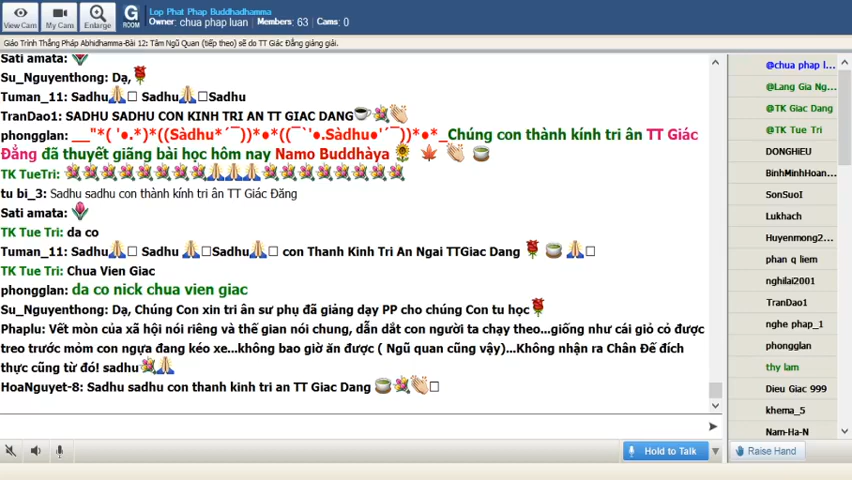 View Cam
My Cam
Enlarge
G ROOM
Lop Phat Phap Buddhadhamma
Owner: chua phap luan Members: 63 Cams: 0
Giáo Trình Thắng Pháp Abhidhamma-Bài 12: Tâm Ngũ Quan (tiếp theo) sẽ do TT Giác Đẳng giảng giải.
Sati amata:
Su_Nguyenthong: Dạ,
Tuman_11: Sadhu Sadhu Sadhu
TranDao1: SADHU SADHU CON KINH TRI AN TT GIAC DANG
phongglan: __"*( '●.*)*((Sàdhu*´¯))*●*((¯`'●.Sàdhu●'´¯))*●*_Chúng con thành kính tri ân TT Giác
Đẳng đã thuyết giãng bài học hôm nay Namo Buddhàya
TK TueTri:
tu bi_3: Sadhu sadhu con thành kính tri ân TT Giác Đăng
Sati amata:
TK Tue Tri: da co
Tuman_11: Sadhu Sadhu Sadhu con Thanh Kinh Tri An Ngai TTGiac Dang
TK Tue Tri: Chua Vien Giac
phongglan: da co nick chua vien giac
Su_Nguyenthong: Dạ, Chúng Con xin tri ân sư phụ đã giảng dạy PP cho chúng Con tu học
Phaplu: Vết mòn của xã hội nói riêng và thế gian nói chung, dẫn dắt con người ta chạy theo...giống như cái giỏ cỏ được
treo trước mỏm con ngựa đang kéo xe...không bao giờ ăn được ( Ngũ quan cũng vậy)...Không nhận ra Chân Đế đích
thực cũng từ đó! sadhu
HoaNguyet-8: Sadhu sadhu con thanh kinh tri an TT Giac Dang
Hold to Talk
Raise Hand
@chua phap l...
@Lang Gia Ng...
@TK Giac Dang
@TK Tue Tri
DONGHiEU
BinhMinhHoan...
SonSuoI
Lukhach
Huyenmong2...
phan q liem
nghilai2001
TranDao1
nghe phap_1
phongglan
thy lam
Dieu Giac 999
khema_5
Nam-Ha-N